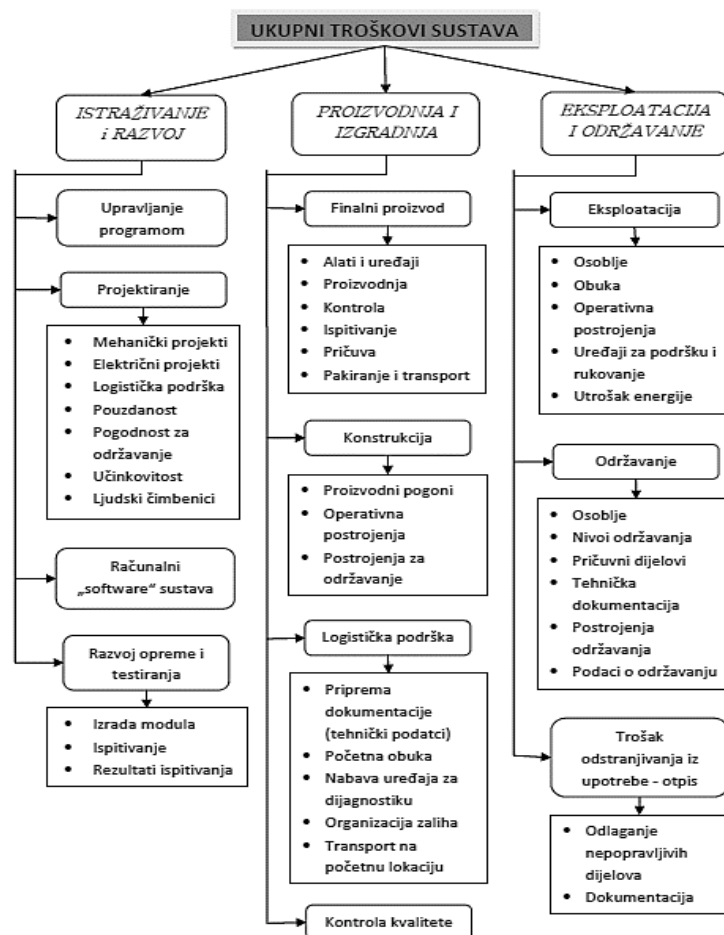 UKUPNI TROŠKOVI SUSTAVA
ISTRAŽIVANJE
i RAZVOJ
Upravljanje
programom
Projektiranje
• Mehanički projekti
• Električni projekti
• Logistička podrška
• Pouzdanost
• Pogodnost za
održavanje
• Učinkovitost
• Ljudski čimbenici
Računalni
„software“ sustava
Razvoj opreme i
testiranja
• Izrada modula
• Ispitivanje
• Rezultati ispitivanja
PROIZVODNJA I
IZGRADNJA
Finalni proizvod
• Alati i uređaji
• Proizvodnja
• Kontrola
• Ispitivanje
• Pričuva
• Pakiranje i transport
Konstrukcija
• Proizvodni pogoni
• Operativna
postrojenja
• Postrojenja za
održavanje
Logistička podrška
• Priprema
dokumentacije
(tehnički podatci)
• Početna obuka
• Nabava uređaja za
dijagnostiku
• Organizacija zaliha
• Transport na
početnu lokaciju
Kontrola kvalitete
EKSPLOATACIJA
I ODRŽAVANJE
Eksploatacija
• Osoblje
• Obuka
• Operativna
postrojenja
• Uređaji za podršku i
rukovanje
• Utrošak energije
Održavanje
• Osoblje
• Nivoi održavanja
• Pričuvni dijelovi
• Tehnička
dokumentacija
• Postrojenja
održavanja
• Podaci o održavanju
Trošak
odstranjivanja iz
upotrebe - otpis
• Odlaganje
nepopravljivih
dijelova
• Dokumentacija